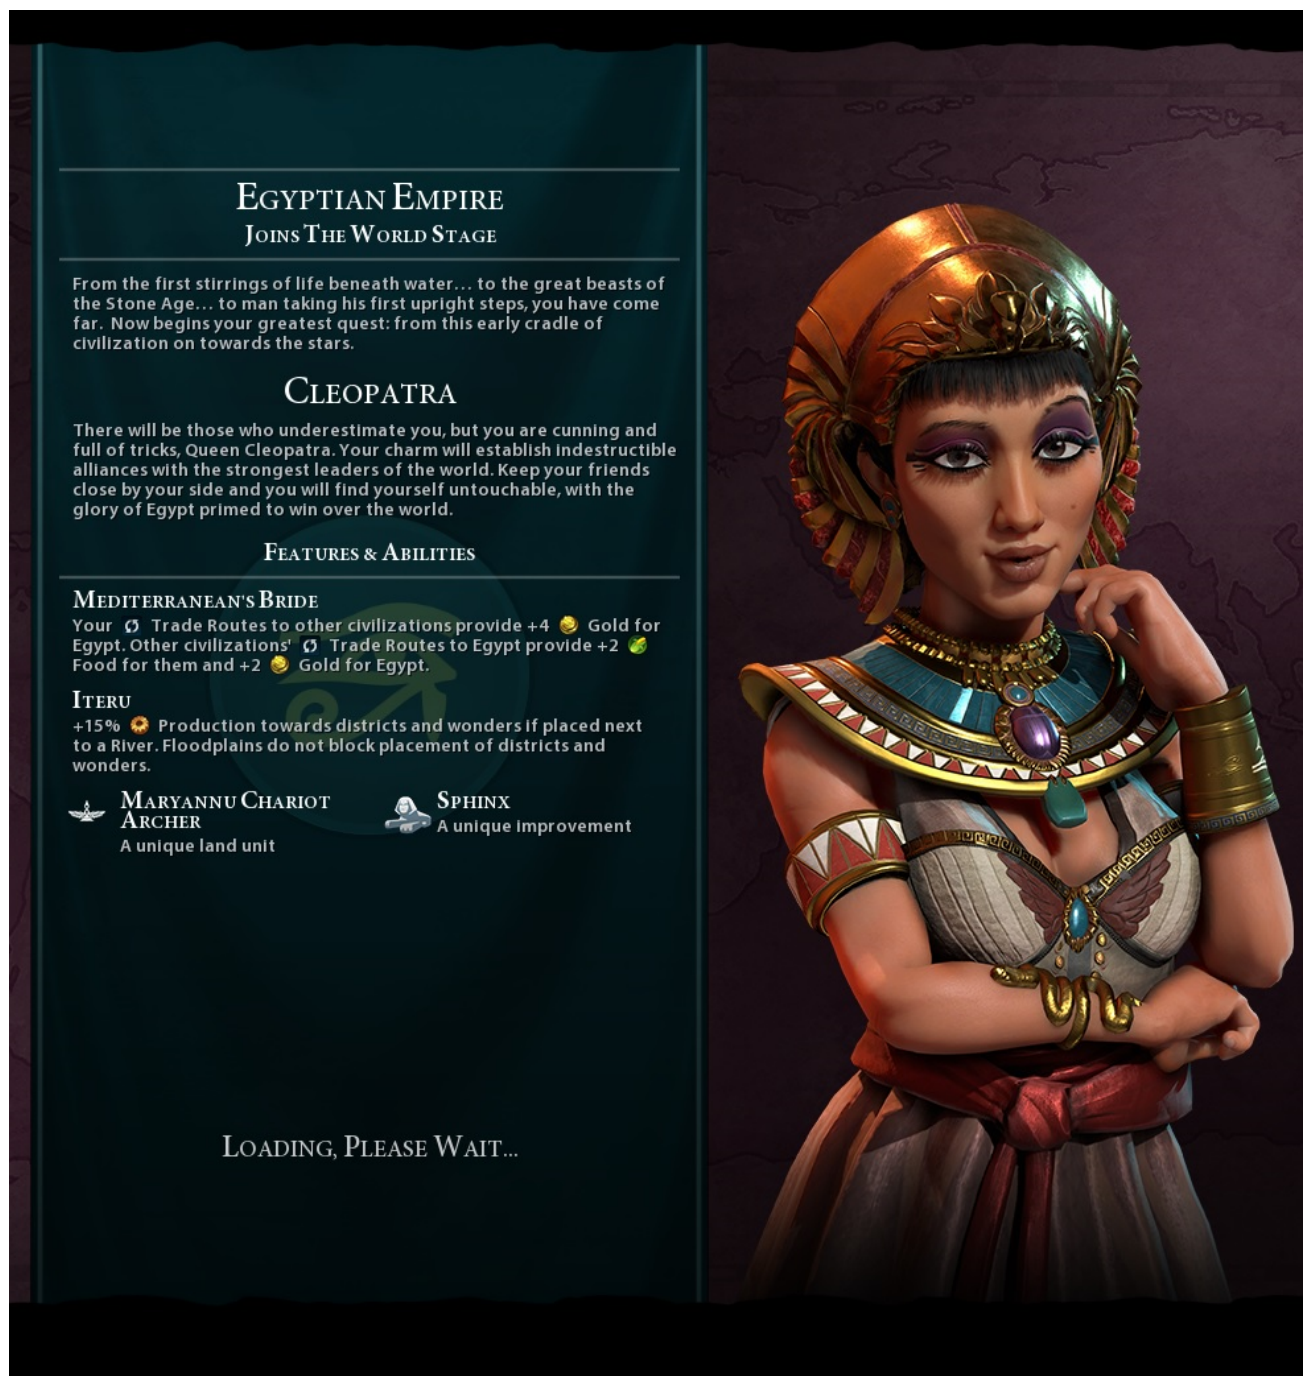 Egyptian Empire
Joins The World Stage
From the first stirrings of life beneath water... to the great beasts of
the Stone Age... to man taking his first upright steps, you have come
far.  Now begins your greatest quest: from this early cradle of
civilization on towards the stars.
Cleopatra
There will be those who underestimate you, but you are cunning and
full of tricks, Queen Cleopatra. Your charm will establish indestructible
alliances with the strongest leaders of the world. Keep your friends
close by your side and you will find yourself untouchable, with the
glory of Egypt primed to win over the world.
Features & Abilities
Mediterranean's Bride
Your Trade Routes to other civilizations provide +4 Gold for
Egypt. Other civilizations' Trade Routes to Egypt provide +2
Food for them and +2 Gold for Egypt.
Iteru
+15% Production towards districts and wonders if placed next
to a River. Floodplains do not block placement of districts and
wonders.
Maryannu Chariot
Archer
A unique land unit
Sphinx
A unique improvement
Loading, Please Wait...